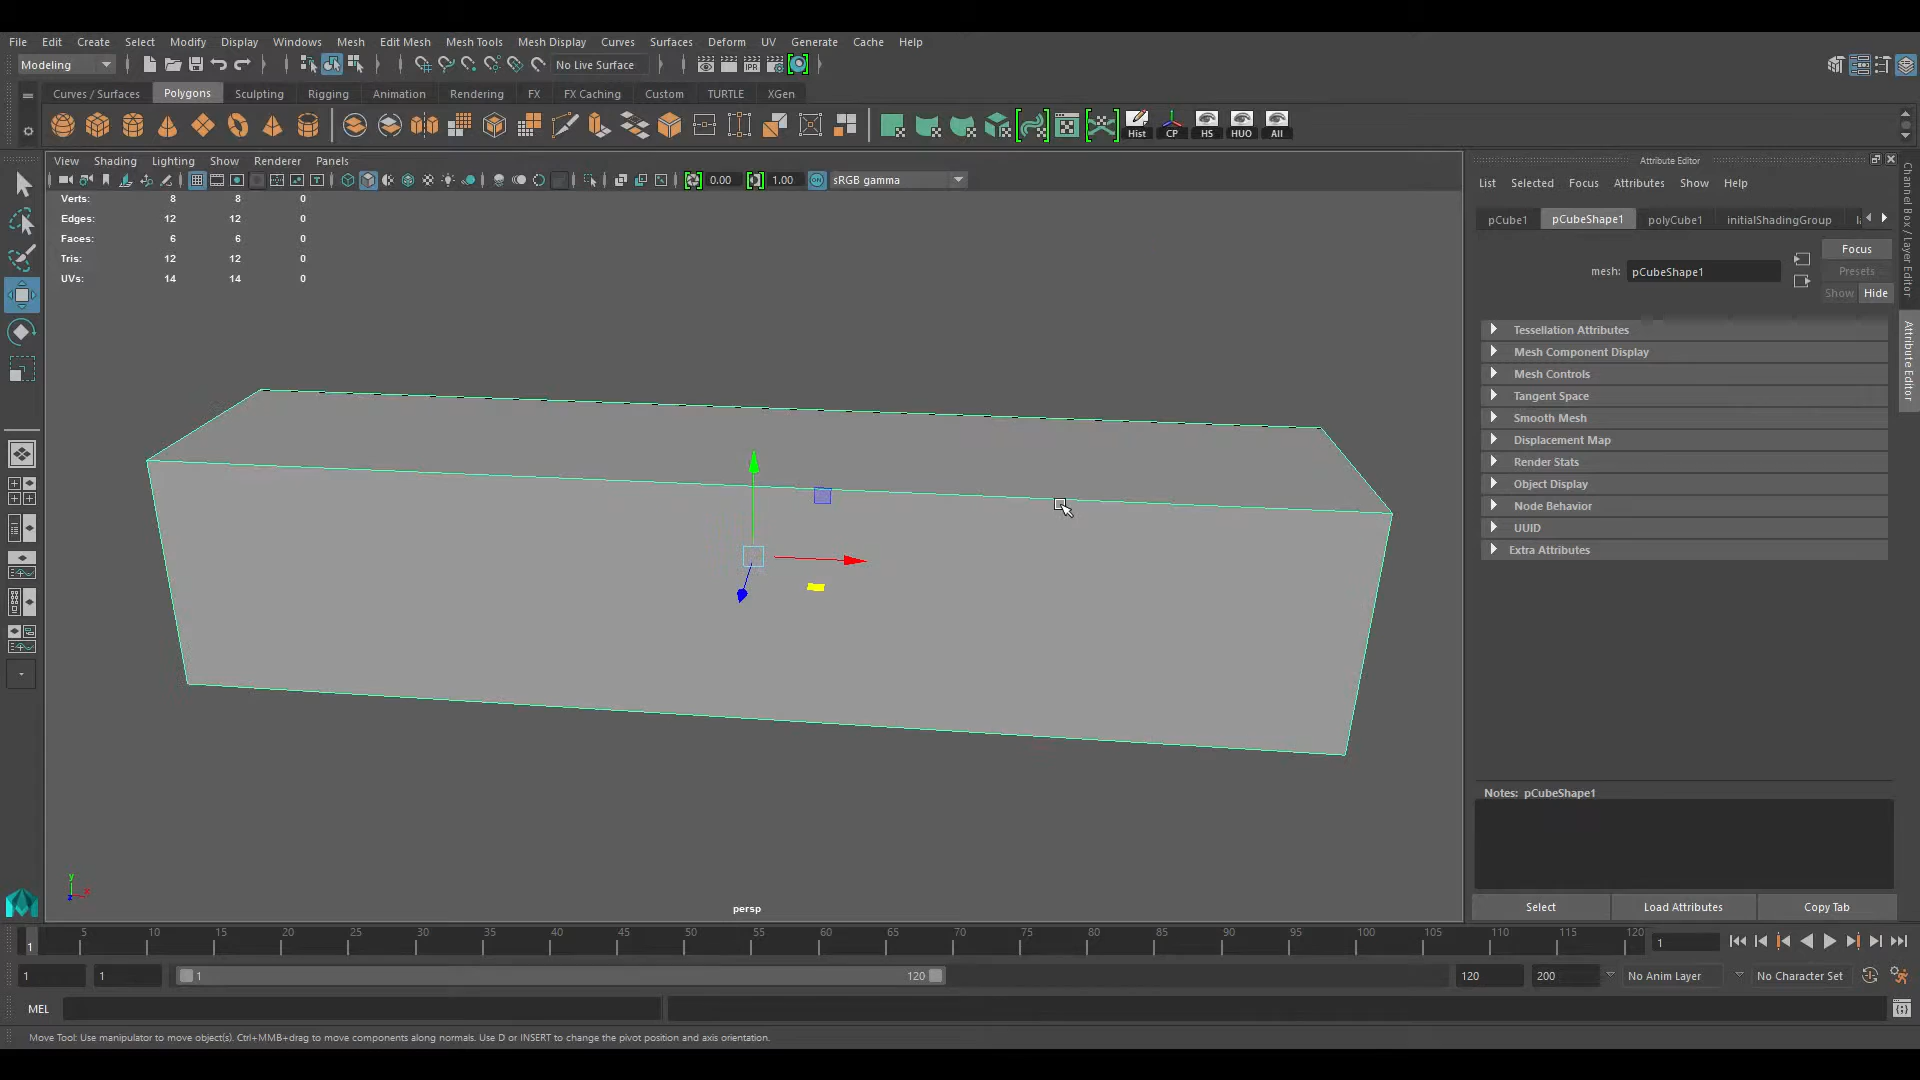 File Edit Create Select Modify Display Windows Mesh Edit Mesh Mesh Tools Mesh Display Curves Surfaces Deform UV Generate Cache Help
Modeling No Live Surface
Curves / Surfaces Polygons Sculpting Rigging Animation Rendering FX FX Caching Custom TURTLE XGen
Hist CP HS HUO All
View Shading Lighting Show Renderer Panels
0.00 1.00 ON sRGB gamma
Verts: 8 8 0
Edges: 12 12 0
Faces: 6 6 0
Tris: 12 12 0
UVs: 14 14 0
y
x
z
persp
Attribute Editor
List Selected Focus Attributes Show Help
pCube1 pCubeShape1 polyCube1 initialShadingGroup
Focus
mesh: pCubeShape1
Presets
Show Hide
Tessellation Attributes
Mesh Component Display
Mesh Controls
Tangent Space
Smooth Mesh
Displacement Map
Render Stats
Object Display
Node Behavior
UUID
Extra Attributes
Notes: pCubeShape1
Select Load Attributes Copy Tab
Channel Box / Layer Editor
Attribute Editor
1 5 10 15 20 25 30 35 40 45 50 55 60 65 70 75 80 85 90 95 100 105 110 115 120 1
1 1 1 120 120 200 No Anim Layer No Character Set
MEL
Move Tool: Use manipulator to move object(s). Ctrl+MMB+drag to move components along normals. Use D or INSERT to change the pivot position and axis orientation.